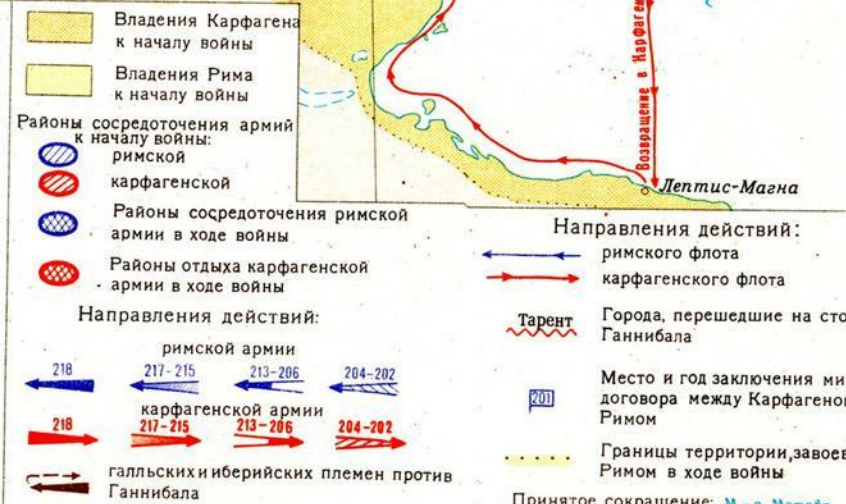 Владения Карфагена
к началу войны
Владения Рима
к началу войны
Районы сосредоточения армий
к началу войны:
римской
карфагенской
Районы сосредоточения римской
армии в ходе войны
Районы отдыха карфагенской
армии в ходе войны
Направления действий:
римской армии
218 217-215 213-206 204-202
карфагенской армии
218 217-215 213-206 204-202
галльских и иберийских племен против
Ганнибала
Возвращение в Карфаген
Лептис-Магна
Направления действий:
римского флота
карфагенского флота
Тарент
Города, перешедшие на сто
Ганнибала
201
Место и год заключения ми
договора между Карфагено
Римом
Границы территории, завоев
Римом в ходе войны
Принятое сокращение: